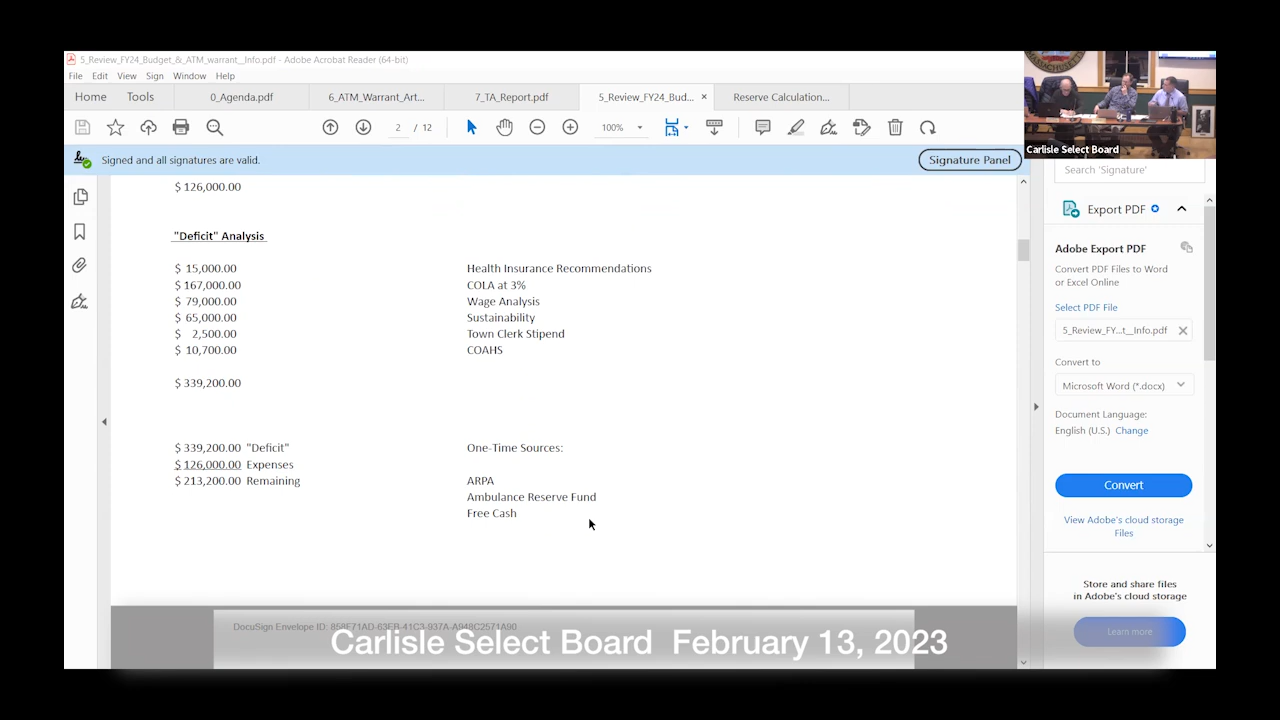 5_Review_FY24_Budget_&_ATM_warrant__Info.pdf - Adobe Acrobat Reader (64-bit)
File Edit View Sign Window Help
Home Tools 0_Agenda.pdf 6_ATM_Warrant_Art... 7_TA_Report.pdf 5_Review_FY24_Bud... × Reserve Calculation...
2 / 12 100%
Carlisle Select Board
Signed and all signatures are valid. Signature Panel
Search 'Signature'
$ 126,000.00
Export PDF
"Deficit" Analysis
Adobe Export PDF
Convert PDF Files to Word
or Excel Online
$ 15,000.00 Health Insurance Recommendations
$ 167,000.00 COLA at 3%
$ 79,000.00 Wage Analysis
$ 65,000.00 Sustainability
$ 2,500.00 Town Clerk Stipend
$ 10,700.00 COAHS
$ 339,200.00
Select PDF File
5_Review_FY...t__Info.pdf
Convert to
Microsoft Word (*.docx)
Document Language:
English (U.S.) Change
$ 339,200.00 "Deficit" One-Time Sources:
$ 126,000.00 Expenses
$ 213,200.00 Remaining ARPA
Ambulance Reserve Fund
Free Cash
Convert
View Adobe's cloud storage
Files
Store and share files
in Adobe's cloud storage
Learn more
Carlisle Select Board February 13, 2023